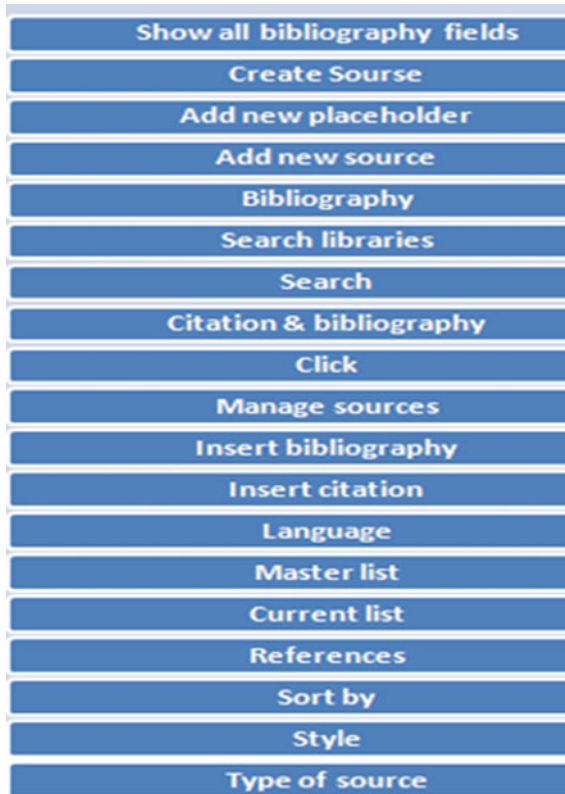 Show all bibliography fields
Create Sourse
Add new placeholder
Add new source
Bibliography
Search libraries
Search
Citation & bibliography
Click
Manage sources
Insert bibliography
Insert citation
Language
Master list
Current list
References
Sort by
Style
Type of source